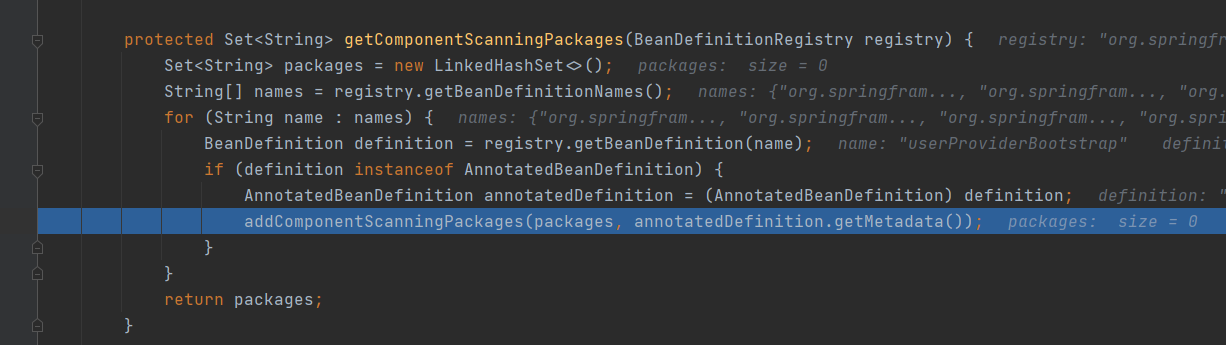 protected Set<String> getComponentScanningPackages(BeanDefinitionRegistry registry) {  registry: "org.springfr
Set<String> packages = new LinkedHashSet<>();  packages:  size = 0
String[] names = registry.getBeanDefinitionNames();  names: {"org.springfram..., "org.springfram..., "org.
for (String name : names) {  names: {"org.springfram..., "org.springfram..., "org.springfram..., "org.spri
BeanDefinition definition = registry.getBeanDefinition(name);  name: "userProviderBootstrap"  definit
if (definition instanceof AnnotatedBeanDefinition) {
AnnotatedBeanDefinition annotatedDefinition = (AnnotatedBeanDefinition) definition;  definition: "
addComponentScanningPackages(packages, annotatedDefinition.getMetadata());  packages:  size = 0
}
}
return packages;
}